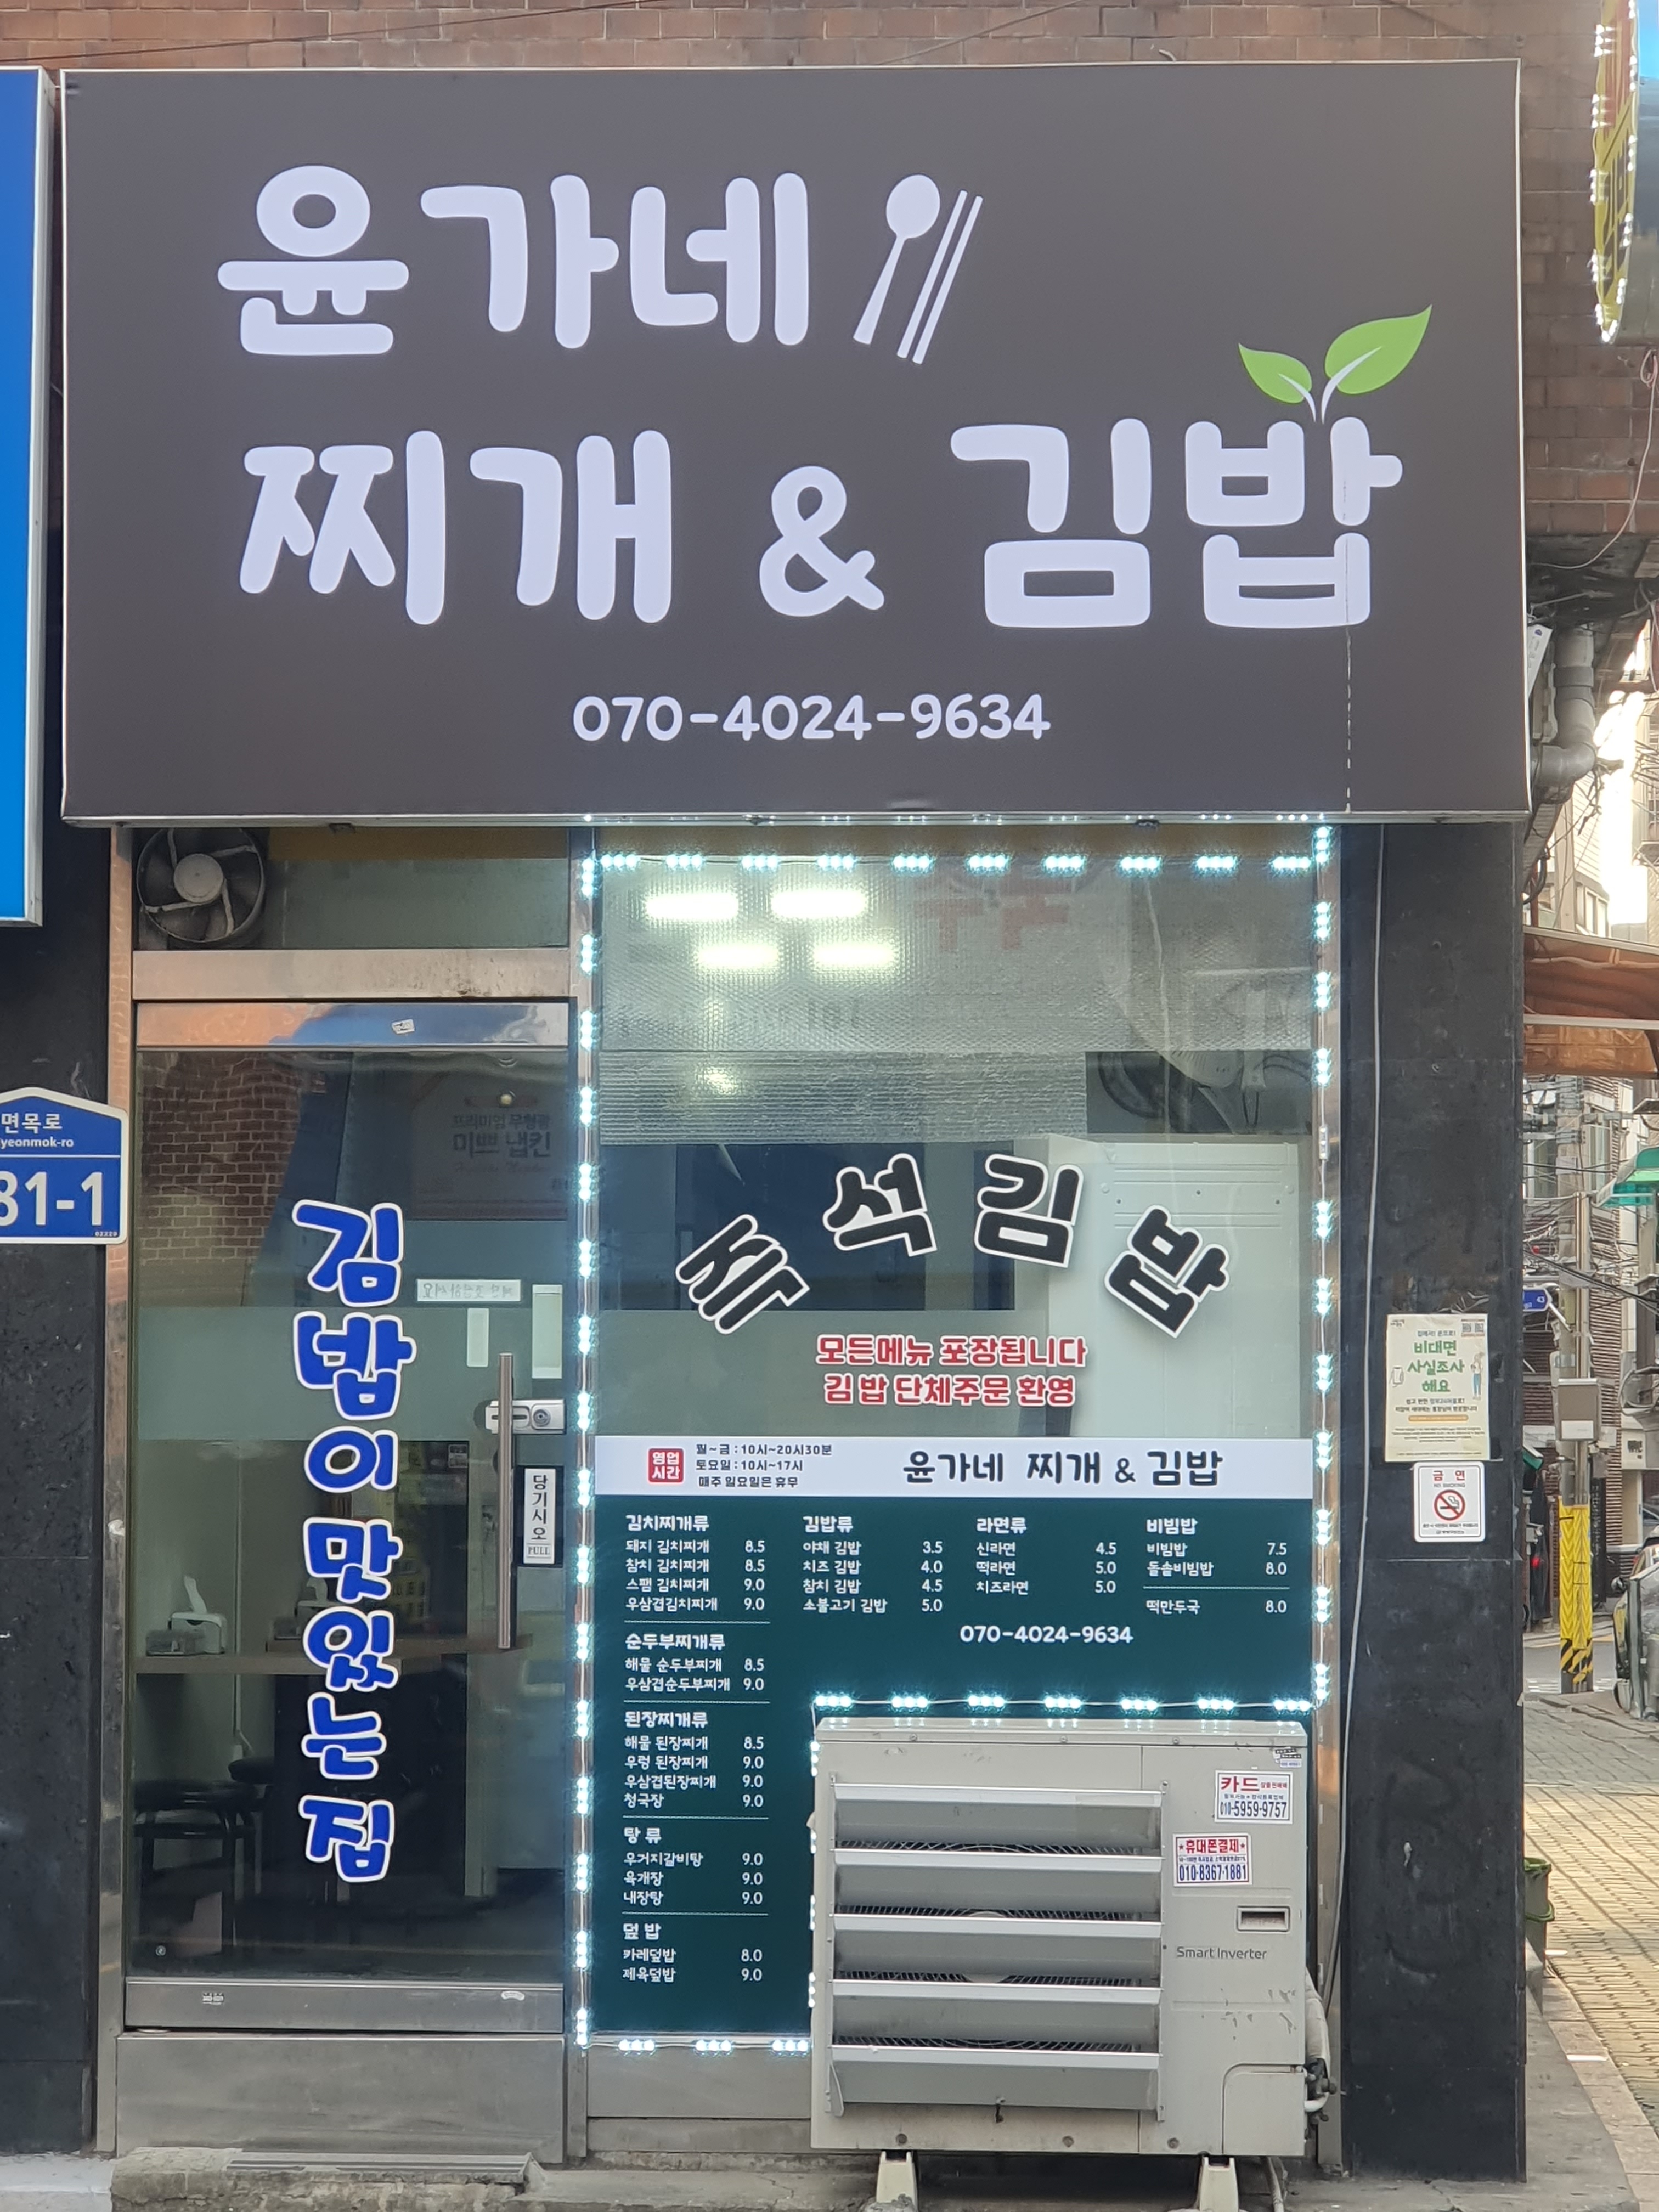 윤가네
찌개 & 김밥
070-4024-9634
면목로
yeonmok-ro
31-1
프리미엄 무형광
미쁘 냅킨
김밥이 맛있는 집
당기시오
PULL
즉석김밥
모든메뉴 포장됩니다
김밥 단체주문 환영
영업시간
월~금 : 10시~20시30분
토요일 : 10시~17시
매주 일요일은 휴무
윤가네 찌개 & 김밥
김치찌개류
돼지 김치찌개 8.5
참치 김치찌개 8.5
스팸 김치찌개 9.0
우삼겹김치찌개 9.0
순두부찌개류
해물 순두부찌개 8.5
우삼겹순두부찌개 9.0
된장찌개류
해물 된장찌개 8.5
우렁 된장찌개 9.0
우삼겹된장찌개 9.0
청국장 9.0
탕 류
우거지갈비탕 9.0
육개장 9.0
내장탕 9.0
덮 밥
카레덮밥 8.0
제육덮밥 9.0
김밥류
야채 김밥 3.5
치즈 김밥 4.0
참치 김밥 4.5
소불고기 김밥 5.0
라면류
신라면 4.5
떡라면 5.0
치즈라면 5.0
비빔밥
비빔밥 7.5
돌솥비빔밥 8.0
떡만두국 8.0
070-4024-9634
비대면
사실조사
해요
금 연
NO SMOKING
카드
010-5959-9757
휴대폰결제
010-8367-1881
Smart Inverter